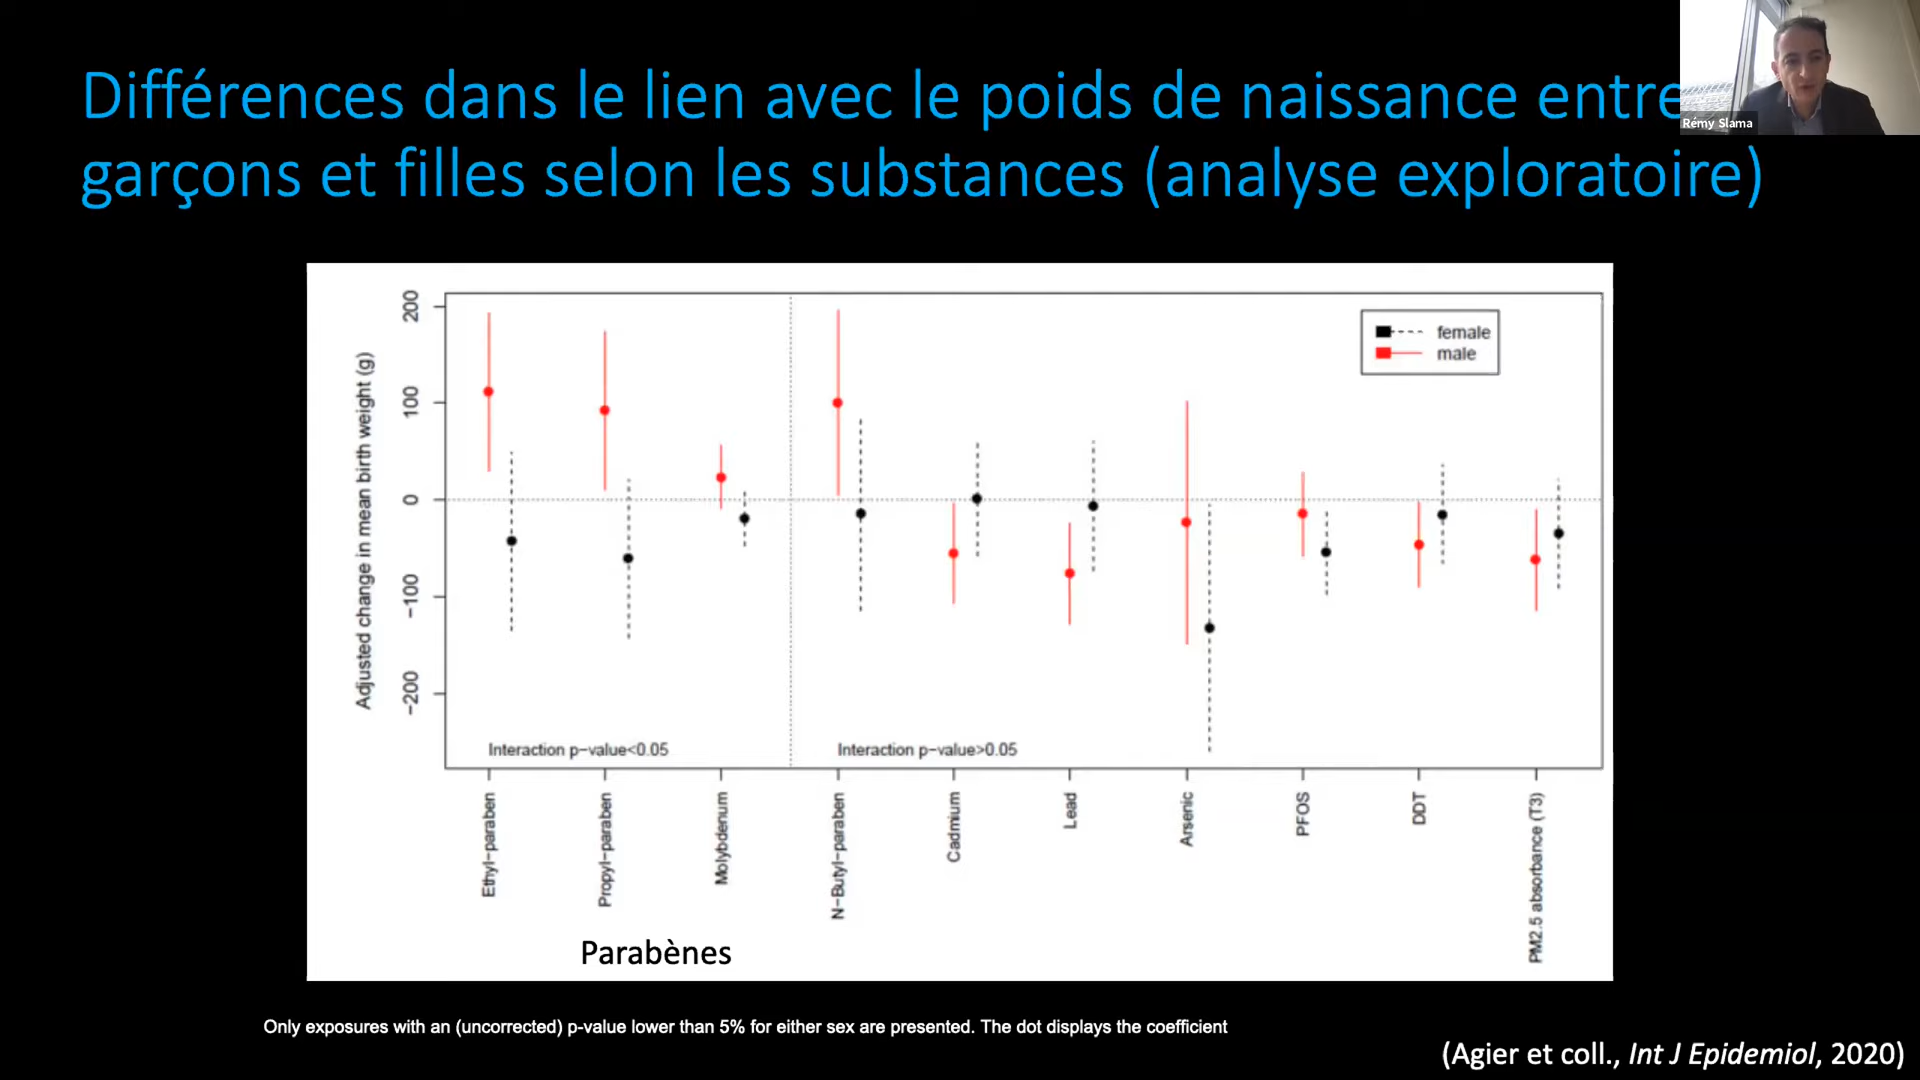 Différences dans le lien avec le poids de naissance entre
garçons et filles selon les substances (analyse exploratoire)
Rémy Slama
200
100
0
−100
−200
Adjusted change in mean birth weight (g)
female
male
Interaction p−value<0.05
Interaction p−value>0.05
Ethyl−paraben
Propyl−paraben
Molybdenum
N−Butyl−paraben
Cadmium
Lead
Arsenic
PFOS
DDT
PM2.5 absorbance (T3)
Parabènes
Only exposures with an (uncorrected) p-value lower than 5% for either sex are presented. The dot displays the coefficient
(Agier et coll., Int J Epidemiol, 2020)